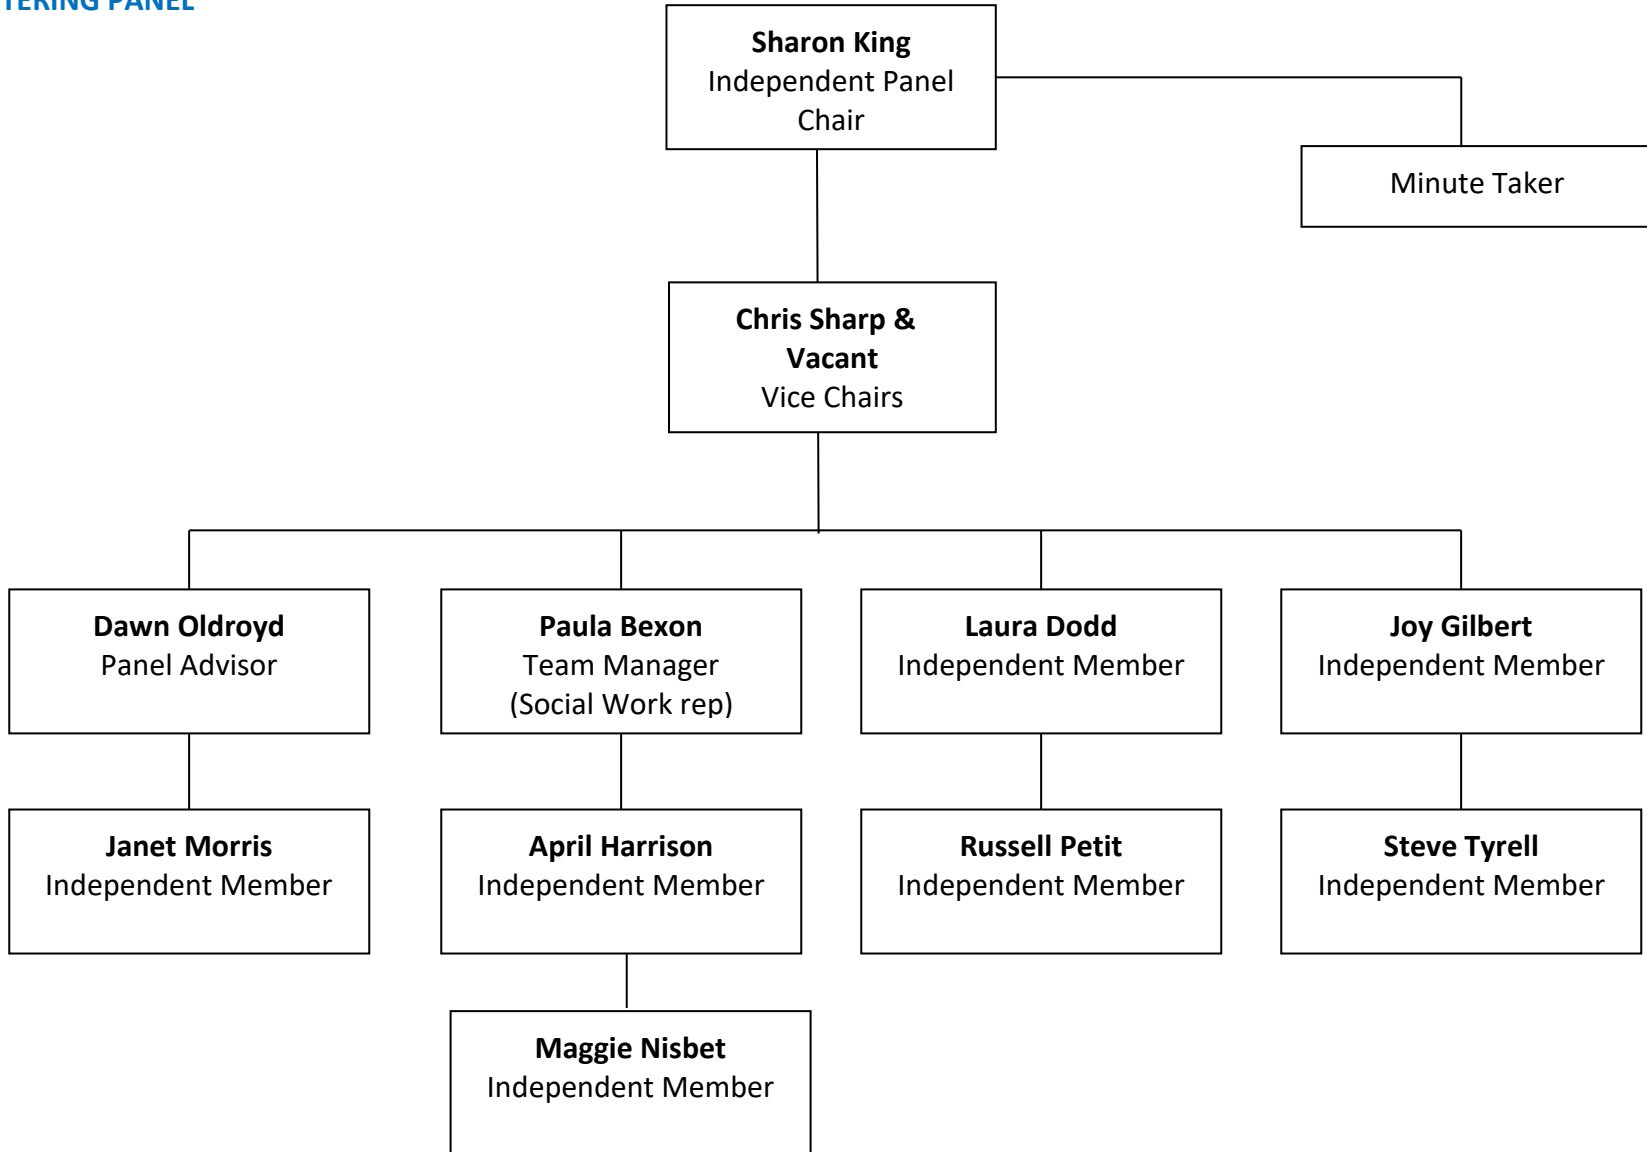 TERING PANEL
Sharon King
Independent Panel
Chair
Minute Taker
Chris Sharp &
Vacant
Vice Chairs
Dawn Oldroyd
Panel Advisor
Paula Bexon
Team Manager
(Social Work rep)
Laura Dodd
Independent Member
Joy Gilbert
Independent Member
Janet Morris
Independent Member
April Harrison
Independent Member
Russell Petit
Independent Member
Steve Tyrell
Independent Member
Maggie Nisbet
Independent Member